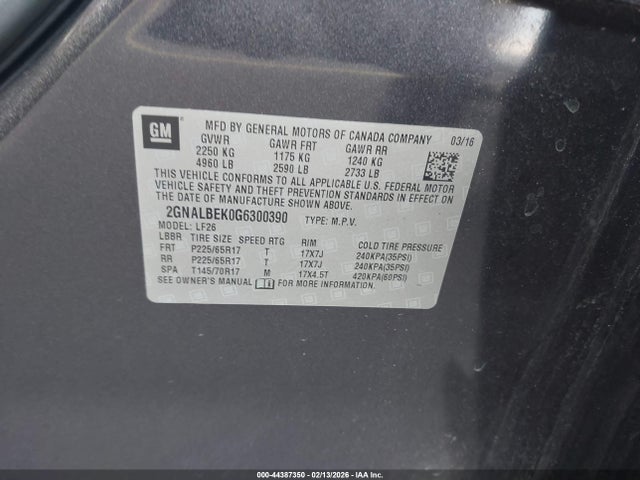 GM
MFD BY GENERAL MOTORS OF CANADA COMPANY 03/16
GVWR GAWR FRT GAWR RR
2250 KG 1175 KG 1240 KG
4960 LB 2590 LB 2733 LB
THIS VEHICLE CONFORMS TO ALL APPLICABLE U.S. FEDERAL MOTOR
VEHICLE SAFETY AND THEFT PREVENTION STANDARDS IN EFFECT ON
THE DATE OF MANUFACTURE SHOWN ABOVE.
2GNALBEK0G6300390 TYPE: M.P.V.
MODEL: LF26
LBBR TIRE SIZE SPEED RTG RIM COLD TIRE PRESSURE
FRT P225/65R17 T 17X7J 240KPA(35PSI)
RR P225/65R17 T 17X7J 240KPA(35PSI)
SPA T145/70R17 M 17X4.5T 420KPA(60PSI)
SEE OWNER'S MANUAL FOR MORE INFORMATION.
000-44387350 - 02/13/2026 - IAA Inc.